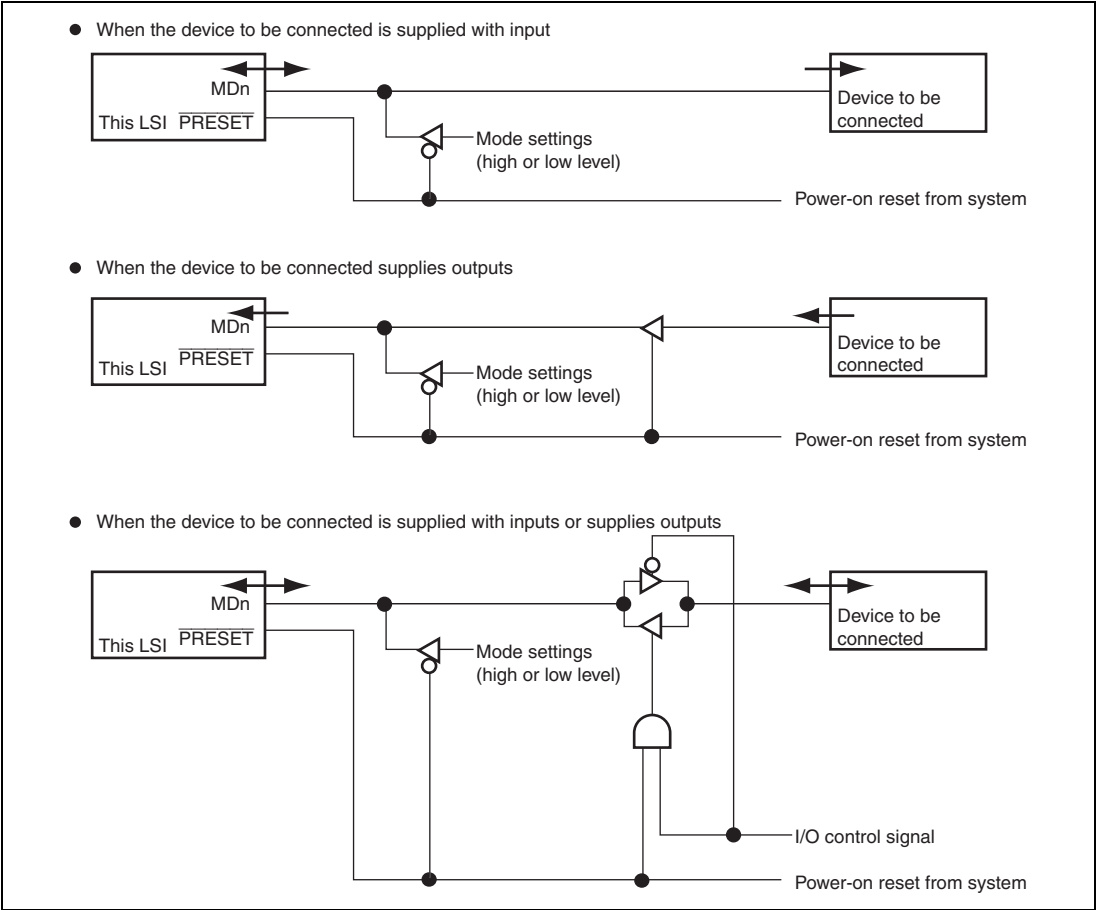 ● When the device to be connected is supplied with input
MDn
This LSI PRESET
Mode settings
(high or low level)
Device to be
connected
Power-on reset from system
● When the device to be connected supplies outputs
MDn
This LSI PRESET
Mode settings
(high or low level)
Device to be
connected
Power-on reset from system
● When the device to be connected is supplied with inputs or supplies outputs
MDn
This LSI PRESET
Mode settings
(high or low level)
Device to be
connected
I/O control signal
Power-on reset from system